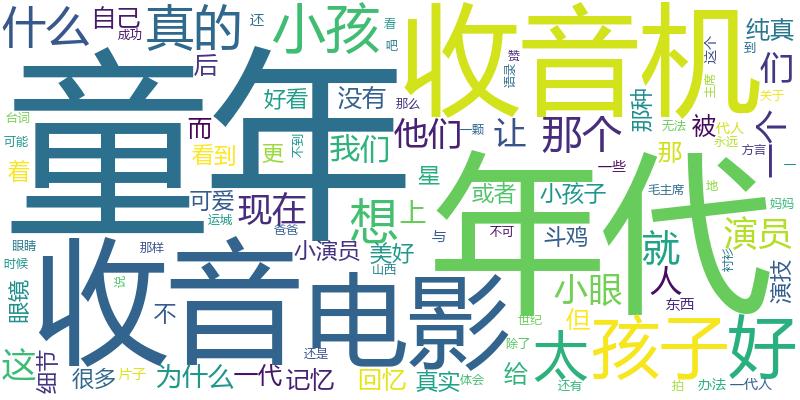 什么
自己
成功
真的
小孩
还
看
吧
收音机
赞
语录
这个
主席
到
关于
纯真
们
童年
后
好看
没有
那么
一颗
台词
可能
着
而
看到
更
不到
我们
他们
让
那个
那种
被
代人
永远
无法
方言
一个
那
一些
一
年代
可爱
运城
现在
爸爸
想
上
星
与
或者
不可
小孩子
斗鸡
毛主席
地
妈妈
就
演员
衬衫
眼睛
时候
那样
小演员
美好
山西
收音
电影
不
小眼
人
东西
演技
眼镜
但
世纪
孩子
好
这
细节
很多
片子
为什么
还是
一代
记忆
回忆
真实
体会
给
除了
还有
太
拍
办法
一代人